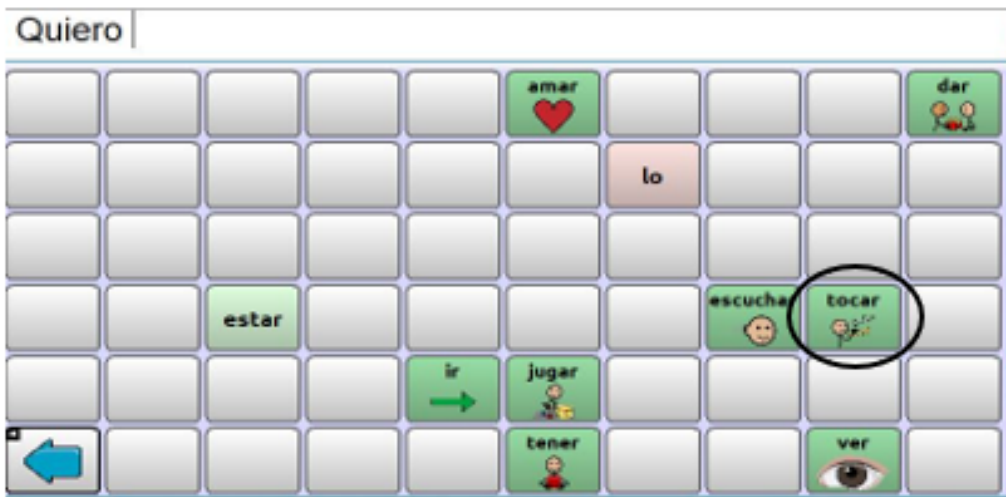 Quiero
amar dar
lo
estar escucha tocar
ir jugar
tener ver